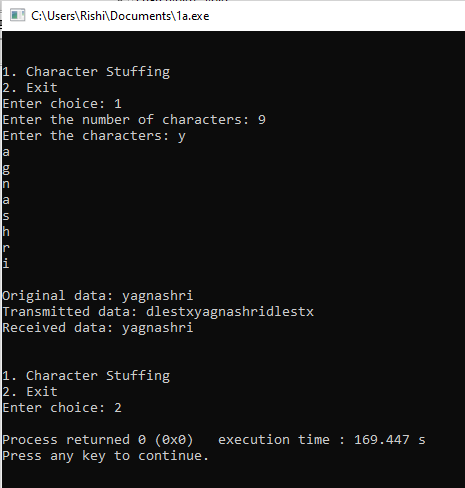 C:\Users\Rishi\Documents\1a.exe
1. Character Stuffing
2. Exit
Enter choice: 1
Enter the number of characters: 9
Enter the characters: y
a
g
n
a
s
h
r
i
Original data: yagnashri
Transmitted data: dlestxyagnashridlestx
Received data: yagnashri
1. Character Stuffing
2. Exit
Enter choice: 2
Process returned 0 (0x0)   execution time : 169.447 s
Press any key to continue.